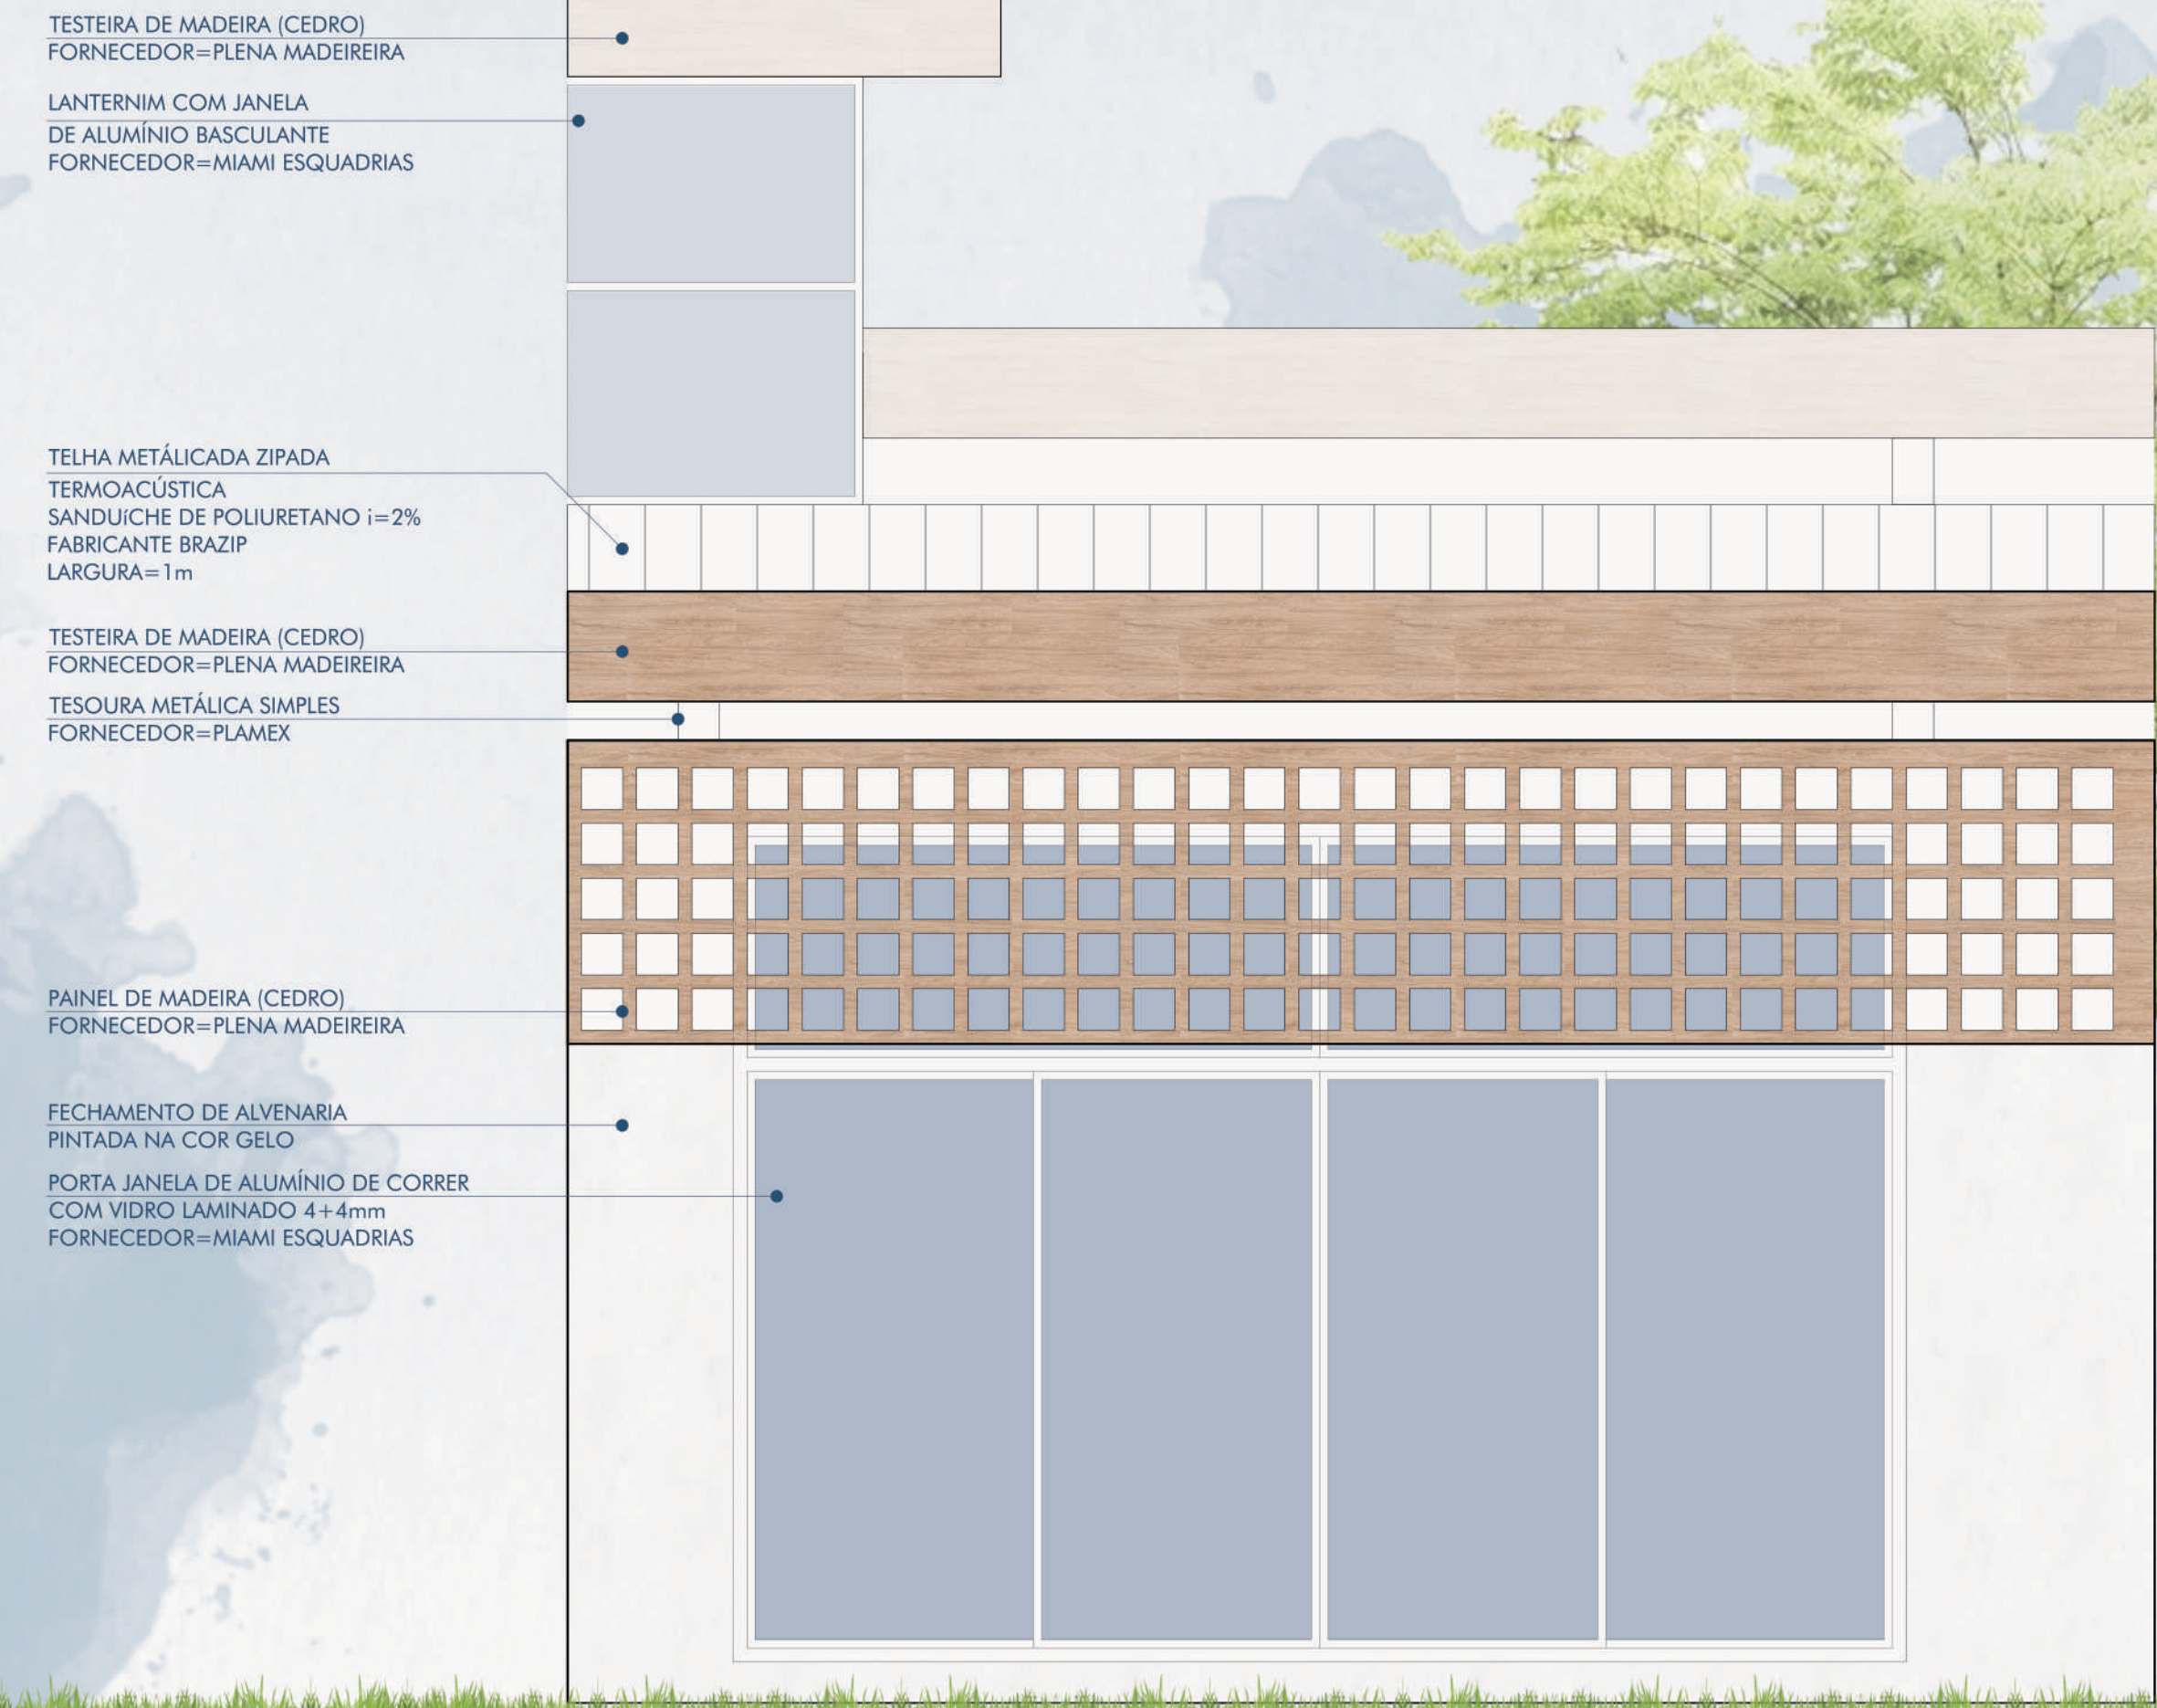 TESTEIRA DE MADEIRA (CEDRO)
FORNECEDOR=PLENA MADEIREIRA
LANTERNIM COM JANELA
DE ALUMÍNIO BASCULANTE
FORNECEDOR=MIAMI ESQUADRIAS
TELHA METÁLICADA ZIPADA
TERMOACÚSTICA
SANDUíCHE DE POLIURETANO i=2%
FABRICANTE BRAZIP
LARGURA=1m
TESTEIRA DE MADEIRA (CEDRO)
FORNECEDOR=PLENA MADEIREIRA
TESOURA METÁLICA SIMPLES
FORNECEDOR=PLAMEX
PAINEL DE MADEIRA (CEDRO)
FORNECEDOR=PLENA MADEIREIRA
FECHAMENTO DE ALVENARIA
PINTADA NA COR GELO
PORTA JANELA DE ALUMÍNIO DE CORRER
COM VIDRO LAMINADO 4+4mm
FORNECEDOR=MIAMI ESQUADRIAS